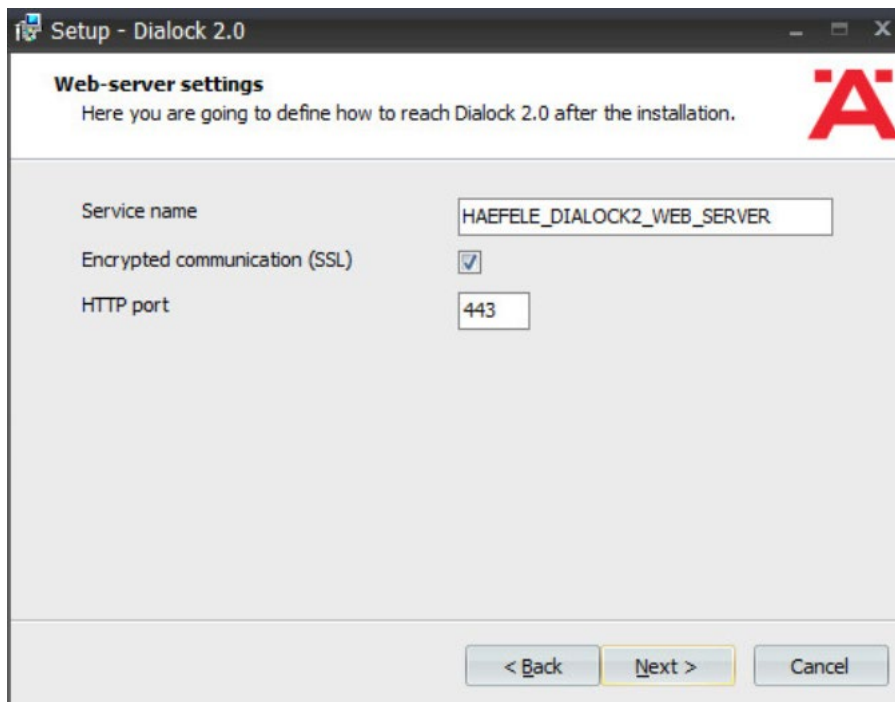 Setup - Dialock 2.0
Web-server settings
Here you are going to define how to reach Dialock 2.0 after the installation.
Service name
HAEFELE_DIALOCK2_WEB_SERVER
Encrypted communication (SSL)
HTTP port
443
< Back
Next >
Cancel